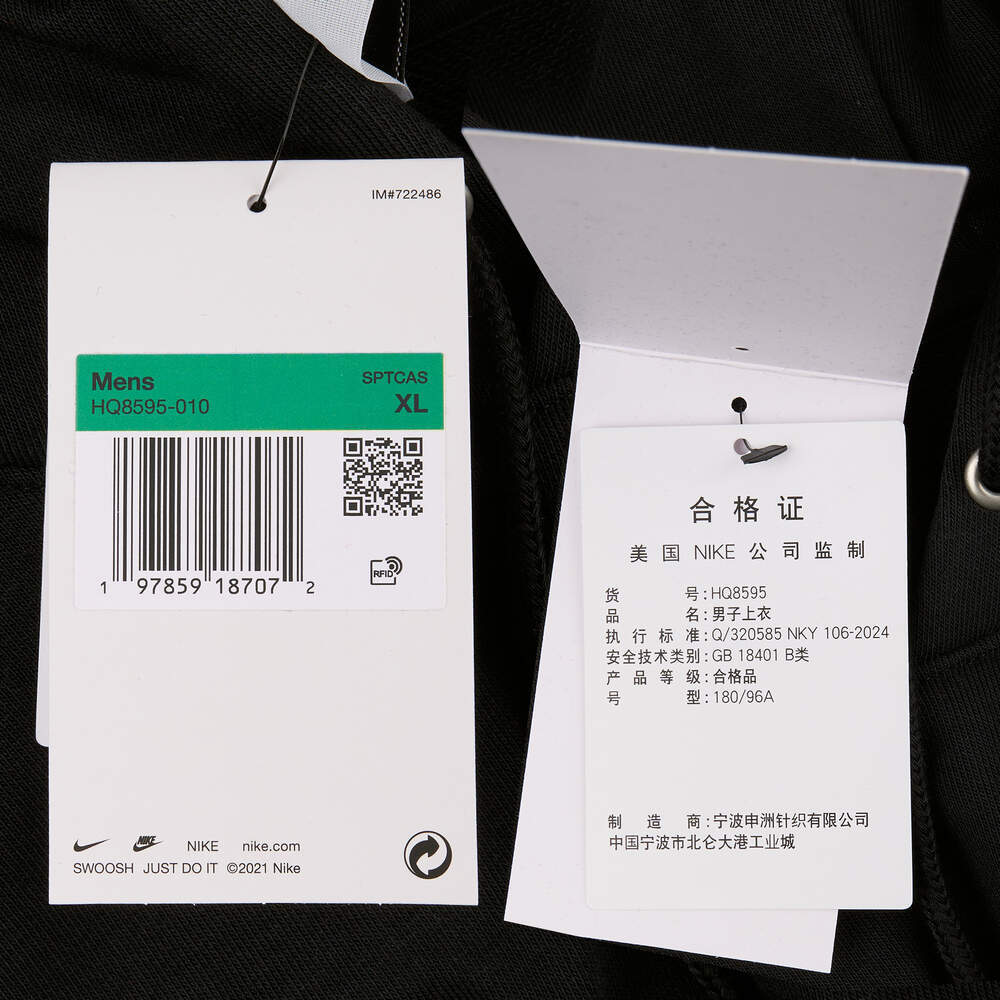 IM#722486
Mens SPTCAS
HQ8595-010 XL
1 97859 18707 2
RFID
NIKE NIKE nike.com
SWOOSH JUST DO IT ©2021 Nike
合格证
美国 NIKE 公司监制
货号:HQ8595
品名:男子上衣
执行标准:Q/320585 NKY 106-2024
安全技术类别:GB 18401 B类
产品等级:合格品
号型:180/96A
制造商:宁波申洲针织有限公司
中国宁波市北仑大港工业城